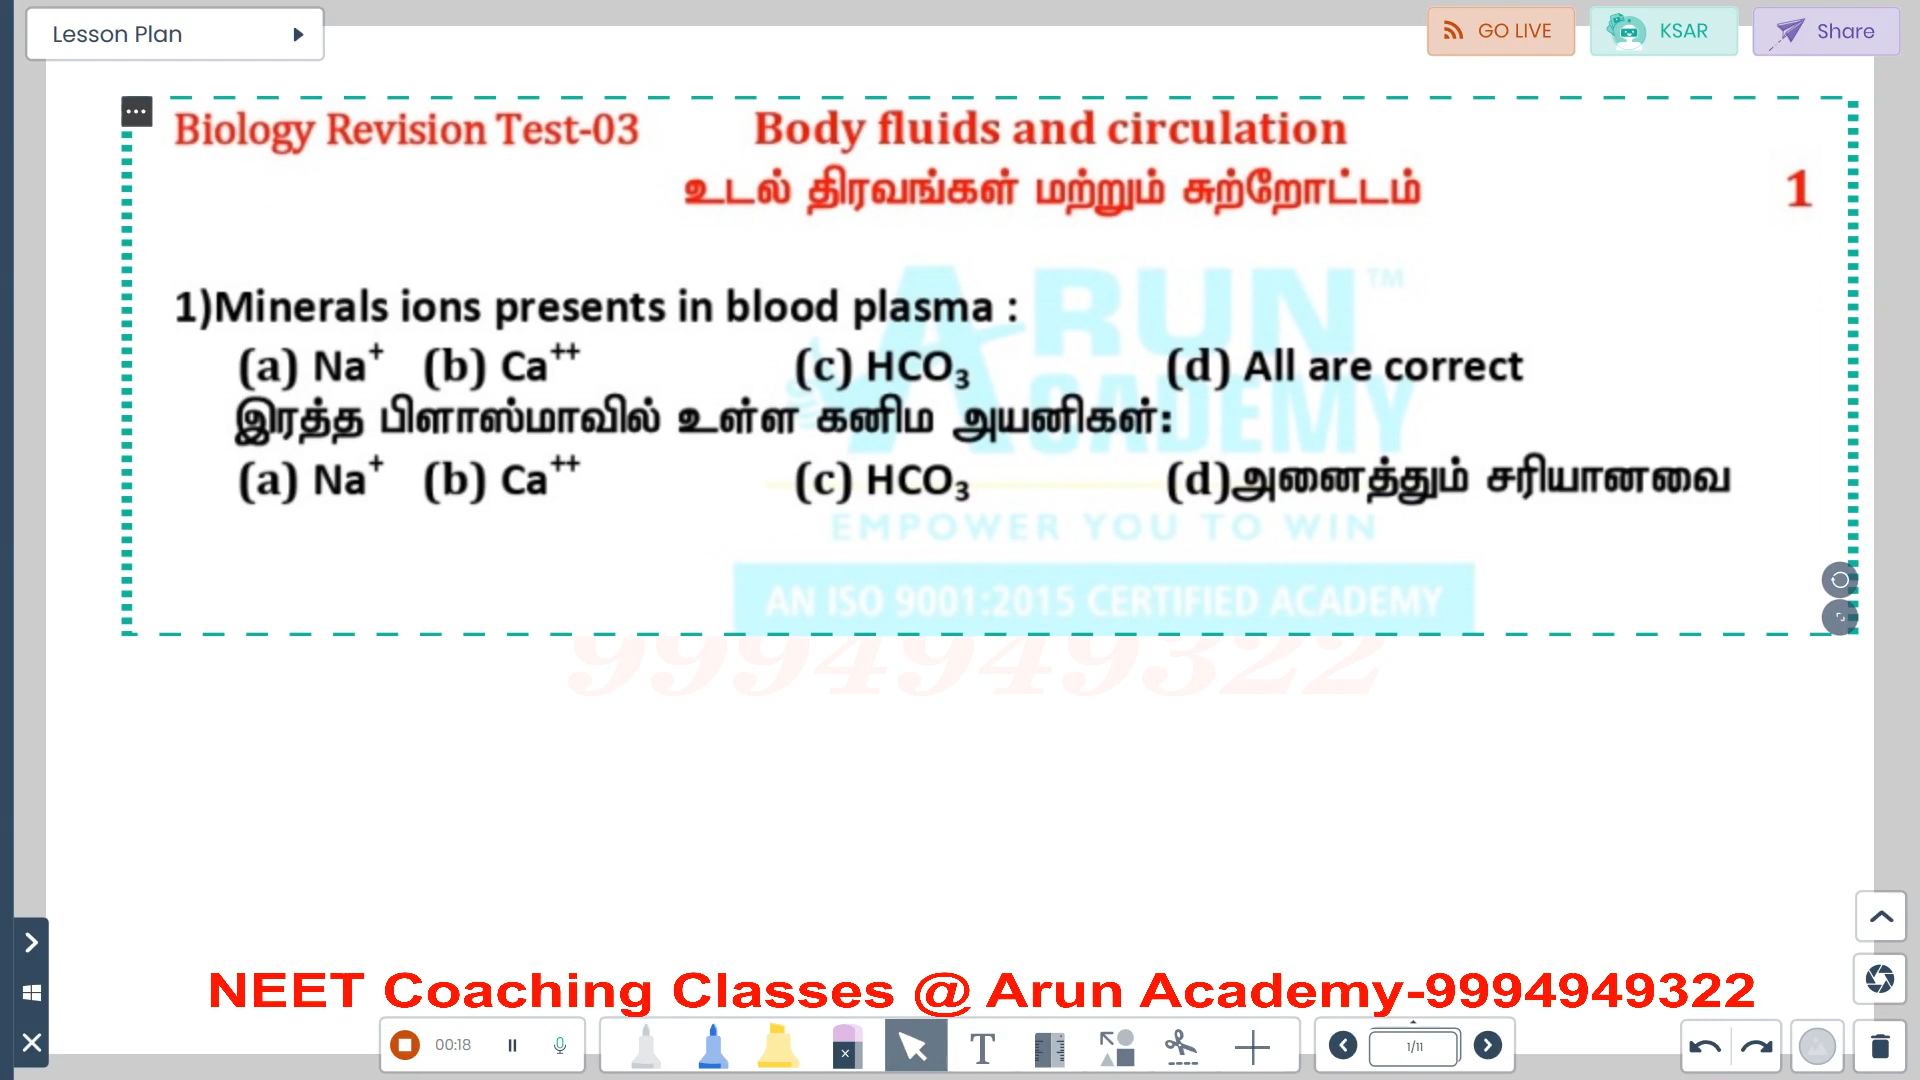 Lesson Plan
GO LIVE
KSAR
Share
Biology Revision Test-03 Body fluids and circulation
உடல் திரவங்கள் மற்றும் சுற்றோட்டம் 1
1)Minerals ions presents in blood plasma :
(a) Na⁺ (b) Ca⁺⁺ (c) HCO₃ (d) All are correct
இரத்த பிளாஸ்மாவில் உள்ள கனிம அயனிகள்:
(a) Na⁺ (b) Ca⁺⁺ (c) HCO₃ (d)அனைத்தும் சரியானவை
ARUN TM
ACADEMY
EMPOWER YOU TO WIN
AN ISO 9001:2015 CERTIFIED ACADEMY
9994949322
NEET Coaching Classes @ Arun Academy-9994949322
00:18
T
1/11